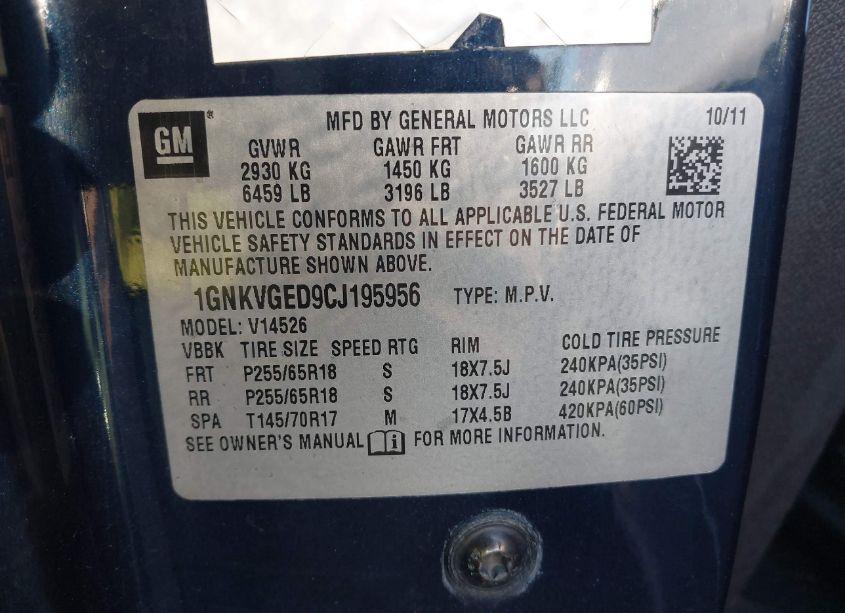 GM ® MFD BY GENERAL MOTORS LLC 10/11
GVWR GAWR FRT GAWR RR
2930 KG 1450 KG 1600 KG
6459 LB 3196 LB 3527 LB
THIS VEHICLE CONFORMS TO ALL APPLICABLE U.S. FEDERAL MOTOR
VEHICLE SAFETY STANDARDS IN EFFECT ON THE DATE OF
MANUFACTURE SHOWN ABOVE.
1GNKVGED9CJ195956 TYPE: M.P.V.
MODEL: V14526
VBBK TIRE SIZE SPEED RTG RIM COLD TIRE PRESSURE
FRT P255/65R18 S 18X7.5J 240KPA(35PSI)
RR P255/65R18 S 18X7.5J 240KPA(35PSI)
SPA T145/70R17 M 17X4.5B 420KPA(60PSI)
SEE OWNER'S MANUAL i FOR MORE INFORMATION.